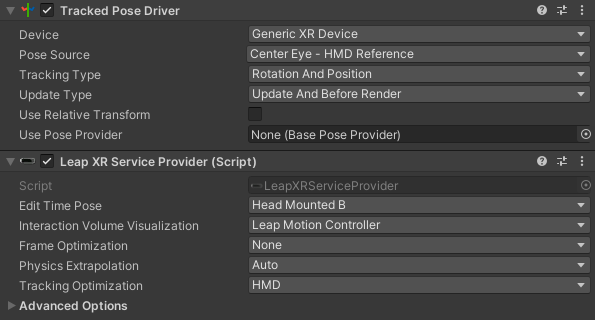 Tracked Pose Driver
Device Generic XR Device
Pose Source Center Eye - HMD Reference
Tracking Type Rotation And Position
Update Type Update And Before Render
Use Relative Transform
Use Pose Provider None (Base Pose Provider)
Leap XR Service Provider (Script)
Script LeapXRServiceProvider
Edit Time Pose Head Mounted B
Interaction Volume Visualization Leap Motion Controller
Frame Optimization None
Physics Extrapolation Auto
Tracking Optimization HMD
Advanced Options